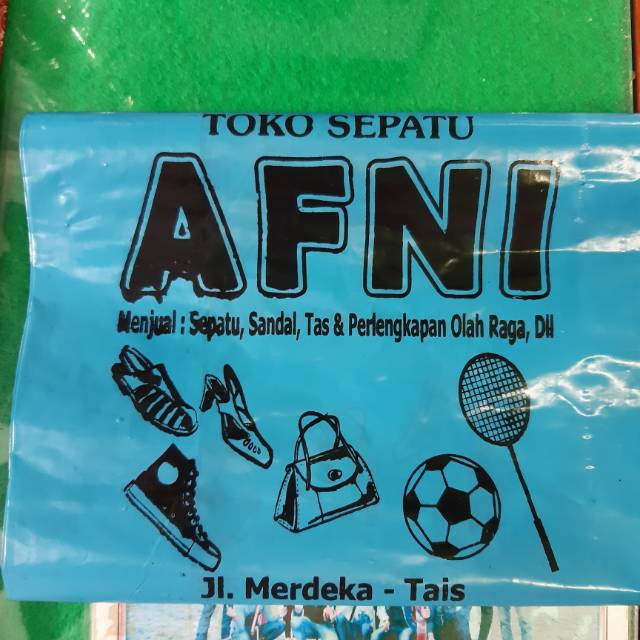 TOKO SEPATU
AFNI
Menjual : Sepatu, Sandal, Tas & Perlengkapan Olah Raga, Dll
Jl. Merdeka - Tais